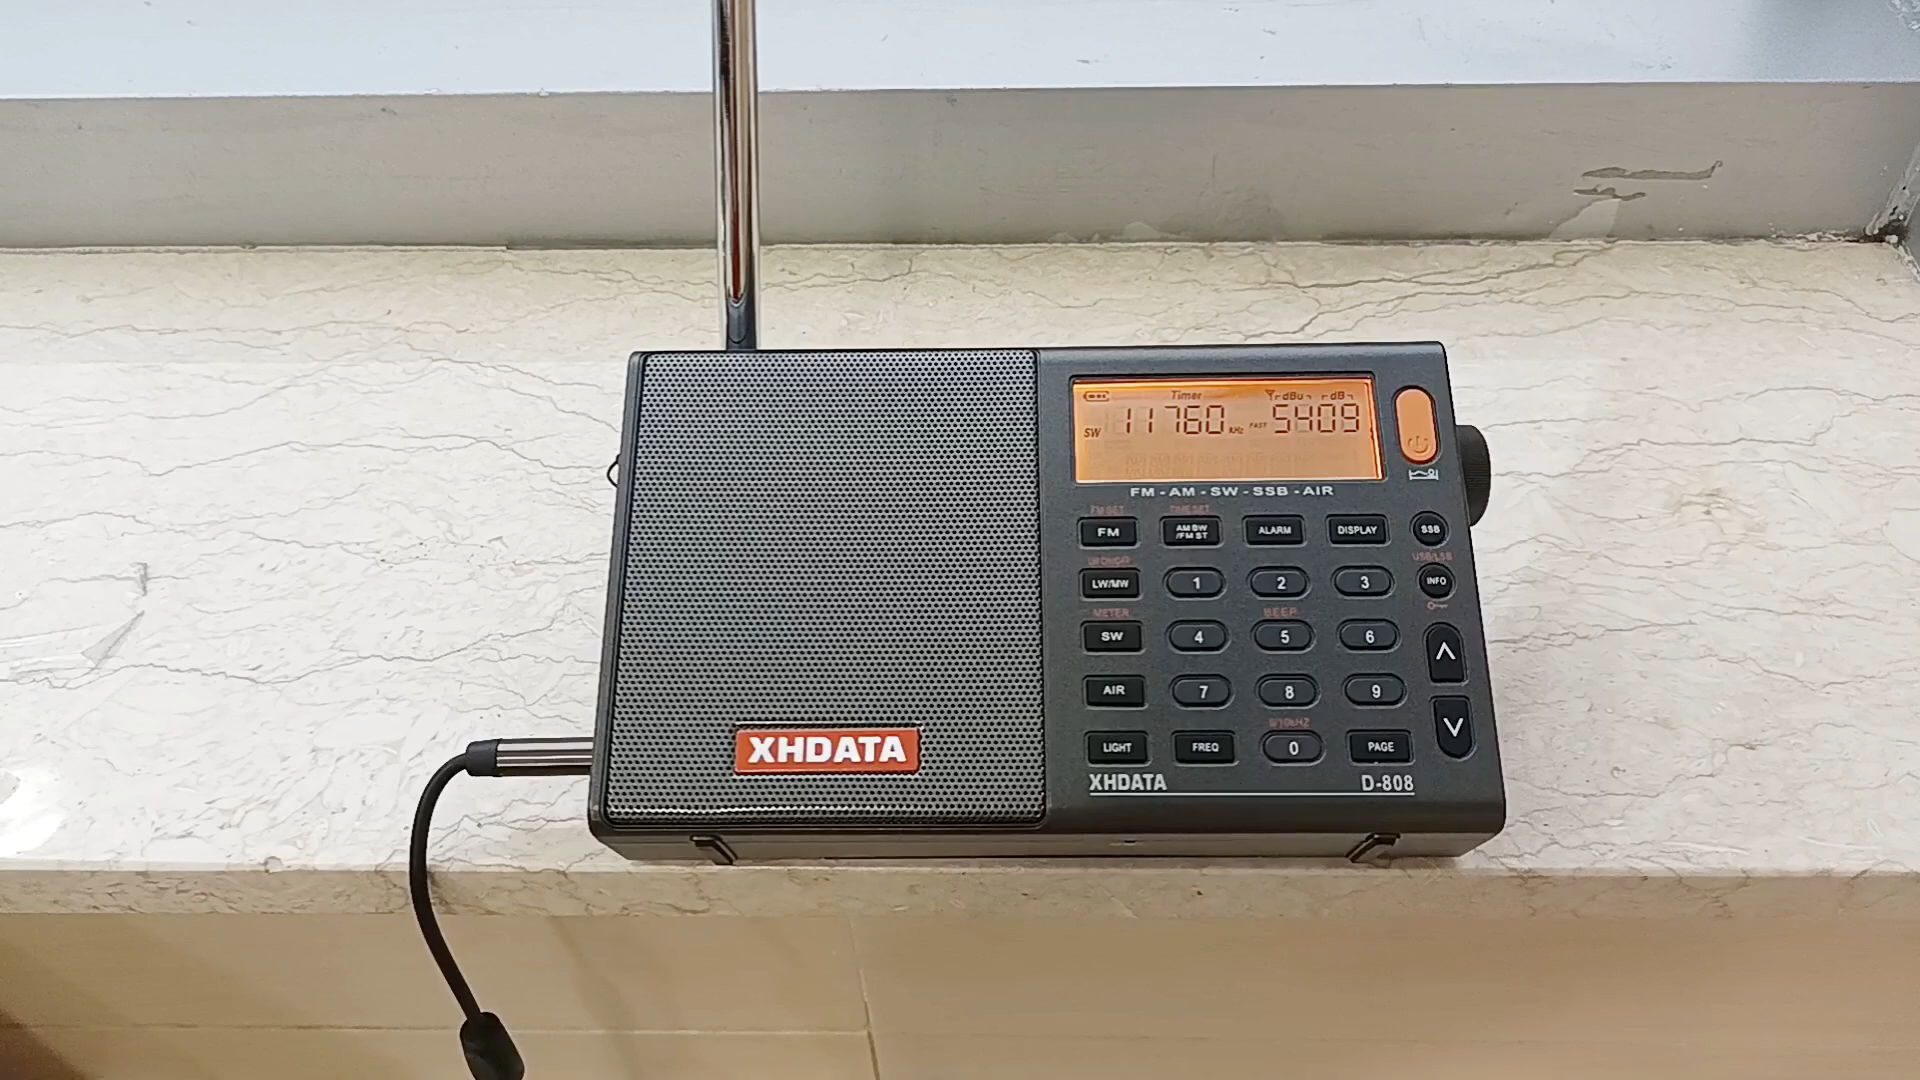 Timer dBu dB
SW 11760 KHz FAST 5409
FM - AM - SW - SSB - AIR
FM SET TIME SET
FM AM BW /FM ST ALARM DISPLAY SSB
USB/LSB
LW/MW 1 2 3 INFO
METER BEEP
SW 4 5 6
AIR 7 8 9
9/10kHZ
LIGHT FREQ 0 PAGE
XHDATA
XHDATA D-808